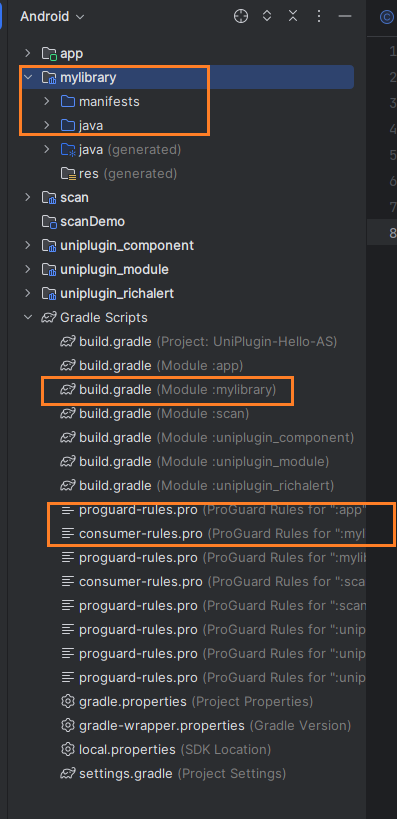 Android
app
1
mylibrary
2
manifests
3
java
4
java (generated)
5
res (generated)
6
scan
7
scanDemo
8
uniplugin_component
uniplugin_module
uniplugin_richalert
Gradle Scripts
build.gradle (Project: UniPlugin-Hello-AS)
build.gradle (Module :app)
build.gradle (Module :mylibrary)
build.gradle (Module :scan)
build.gradle (Module :uniplugin_component)
build.gradle (Module :uniplugin_module)
build.gradle (Module :uniplugin_richalert)
proguard-rules.pro (ProGuard Rules for ":app"
consumer-rules.pro (ProGuard Rules for ":myl
proguard-rules.pro (ProGuard Rules for ":mylib
consumer-rules.pro (ProGuard Rules for ":sca
proguard-rules.pro (ProGuard Rules for ":scan
proguard-rules.pro (ProGuard Rules for ":unip
proguard-rules.pro (ProGuard Rules for ":unip
proguard-rules.pro (ProGuard Rules for ":unip
gradle.properties (Project Properties)
gradle-wrapper.properties (Gradle Version)
local.properties (SDK Location)
settings.gradle (Project Settings)